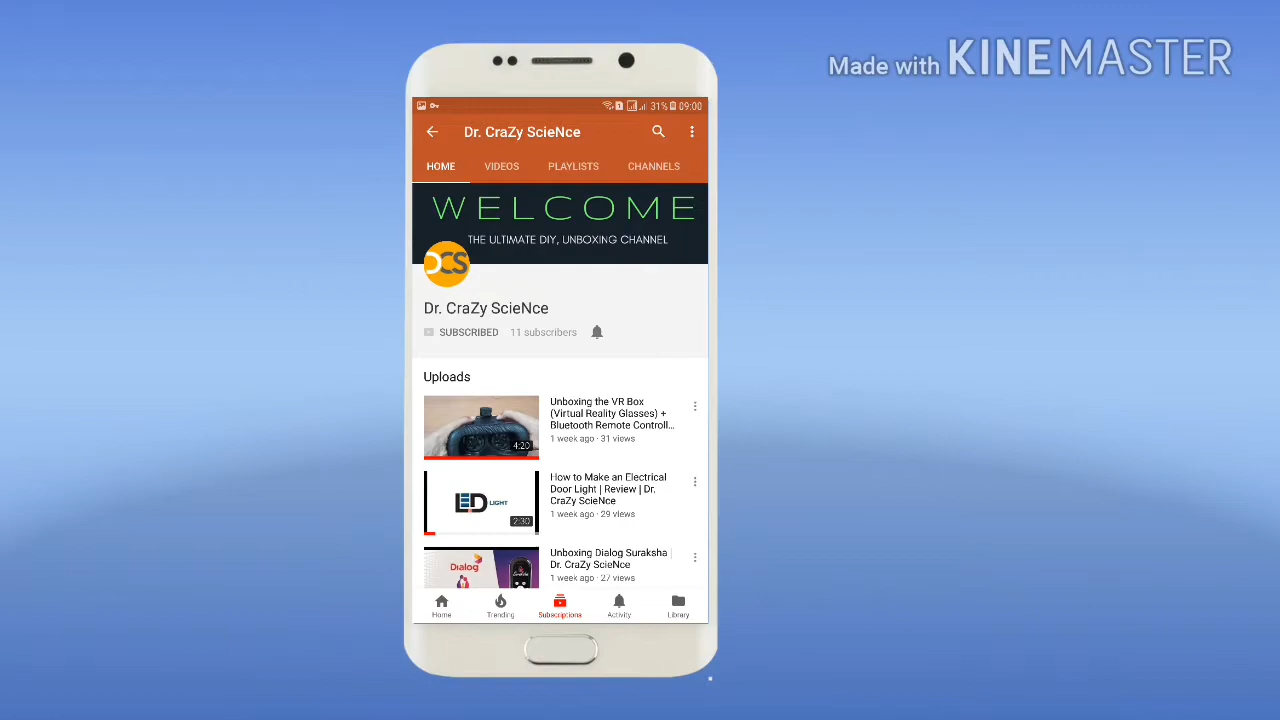 Made with KINEMASTER
31% 09:00
Dr. CraZy ScieNce
HOME VIDEOS PLAYLISTS CHANNELS
WELCOME
THE ULTIMATE DIY, UNBOXING CHANNEL
DCS
Dr. CraZy ScieNce
SUBSCRIBED 11 subscribers
Uploads
Unboxing the VR Box
(Virtual Reality Glasses) +
Bluetooth Remote Controll...
1 week ago · 31 views
4:20
How to Make an Electrical
Door Light | Review | Dr.
CraZy ScieNce
1 week ago · 29 views
LED LIGHT
2:30
Unboxing Dialog Suraksha |
Dr. CraZy ScieNce
1 week ago · 27 views
Dialog
Home Trending Subscriptions Activity Library